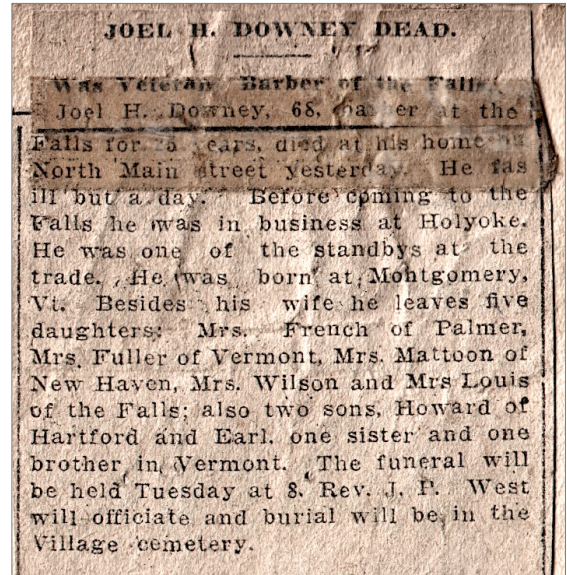 JOEL H. DOWNEY DEAD.
Was Veteran Barber of the Falls.
Joel H. Downey, 68, barber at the
Falls for years, died at his home
North Main street yesterday. He fas
ill but a day. Before coming to the
Falls he was in business at Holyoke.
He was one of the standbys at the
trade. He was born at Montgomery,
Vt. Besides his wife he leaves five
daughters: Mrs. French of Palmer,
Mrs. Fuller of Vermont, Mrs. Mattoon of
New Haven, Mrs. Wilson and Mrs Louis
of the Falls; also two sons, Howard of
Hartford and Earl, one sister and one
brother in Vermont. The funeral will
be held Tuesday at 8. Rev. J. P. West
will officiate and burial will be in the
Village cemetery.